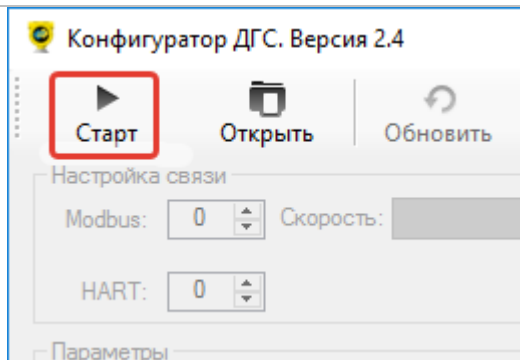 Конфигуратор ДГС. Версия 2.4
Старт Открыть Обновить
Настройка связи
Modbus: 0 Скорость:
HART: 0
Параметры